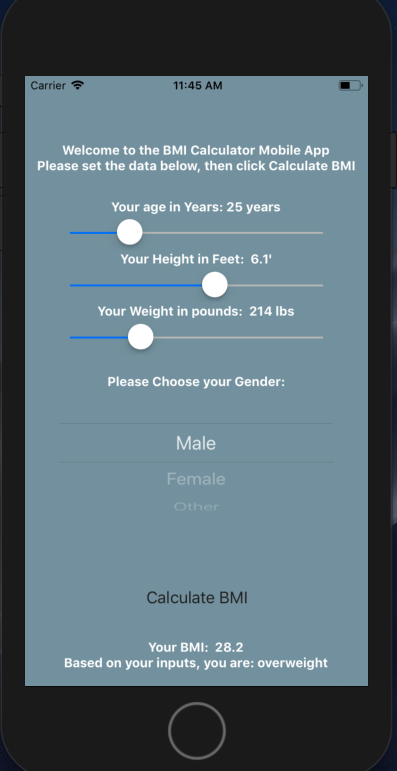 Carrier 11:45 AM
Welcome to the BMI Calculator Mobile App
Please set the data below, then click Calculate BMI
Your age in Years: 25 years
Your Height in Feet: 6.1'
Your Weight in pounds: 214 lbs
Please Choose your Gender:
Male
Female
Other
Calculate BMI
Your BMI: 28.2
Based on your inputs, you are: overweight